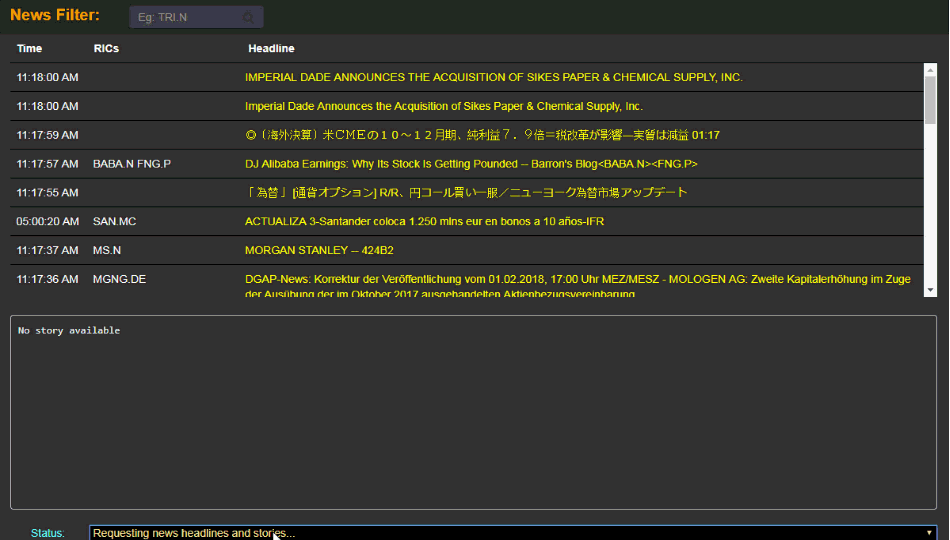 News Filter:
Eg: TRI.N
Time RICs Headline
11:18:00 AM IMPERIAL DADE ANNOUNCES THE ACQUISITION OF SIKES PAPER & CHEMICAL SUPPLY, INC.
11:18:00 AM Imperial Dade Announces the Acquisition of Sikes Paper & Chemical Supply, Inc.
11:17:59 AM ◎〔海外決算〕米ＣＭＥの１０～１２月期、純利益７．９倍＝税改革が影響―実質は減益 01:17
11:17:57 AM BABA.N FNG.P DJ Alibaba Earnings: Why Its Stock Is Getting Pounded -- Barron's Blog<BABA.N><FNG.P>
11:17:55 AM 「為替」 [通貨オプション] R/R、円コール買い一服／ニューヨーク為替市場アップデート
05:00:20 AM SAN.MC ACTUALIZA 3-Santander coloca 1.250 mlns eur en bonos a 10 años-IFR
11:17:37 AM MS.N MORGAN STANLEY -- 424B2
11:17:36 AM MGNG.DE DGAP-News: Korrektur der Veröffentlichung vom 01.02.2018, 17:00 Uhr MEZ/MESZ - MOLOGEN AG: Zweite Kapitalerhöhung im Zuge
der Ausübung der im Oktober 2017 ausgehandelten Aktienbezugsvereinbarung
No story available
Status: Requesting news headlines and stories...